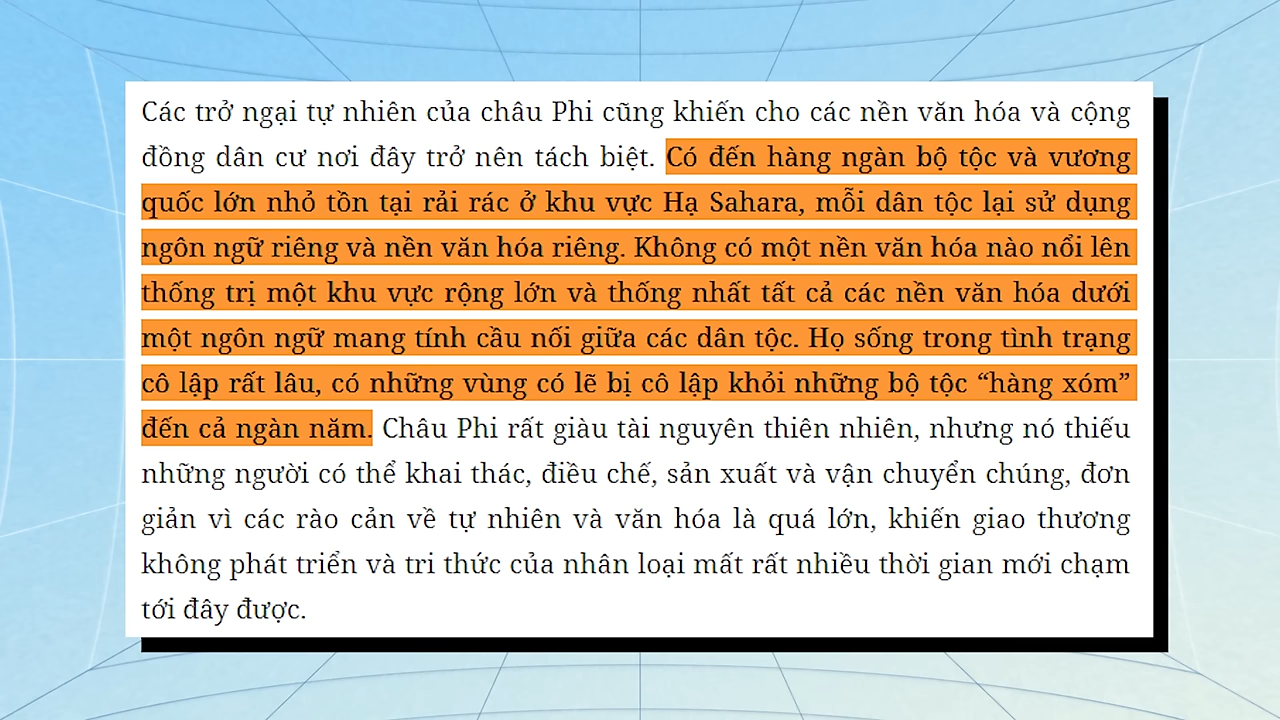 Các trở ngại tự nhiên của châu Phi cũng khiến cho các nền văn hóa và cộng
đồng dân cư nơi đây trở nên tách biệt. Có đến hàng ngàn bộ tộc và vương
quốc lớn nhỏ tồn tại rải rác ở khu vực Hạ Sahara, mỗi dân tộc lại sử dụng
ngôn ngữ riêng và nền văn hóa riêng. Không có một nền văn hóa nào nổi lên
thống trị một khu vực rộng lớn và thống nhất tất cả các nền văn hóa dưới
một ngôn ngữ mang tính cầu nối giữa các dân tộc. Họ sống trong tình trạng
cô lập rất lâu, có những vùng có lẽ bị cô lập khỏi những bộ tộc “hàng xóm”
đến cả ngàn năm. Châu Phi rất giàu tài nguyên thiên nhiên, nhưng nó thiếu
những người có thể khai thác, điều chế, sản xuất và vận chuyển chúng, đơn
giản vì các rào cản về tự nhiên và văn hóa là quá lớn, khiến giao thương
không phát triển và tri thức của nhân loại mất rất nhiều thời gian mới chạm
tới đây được.